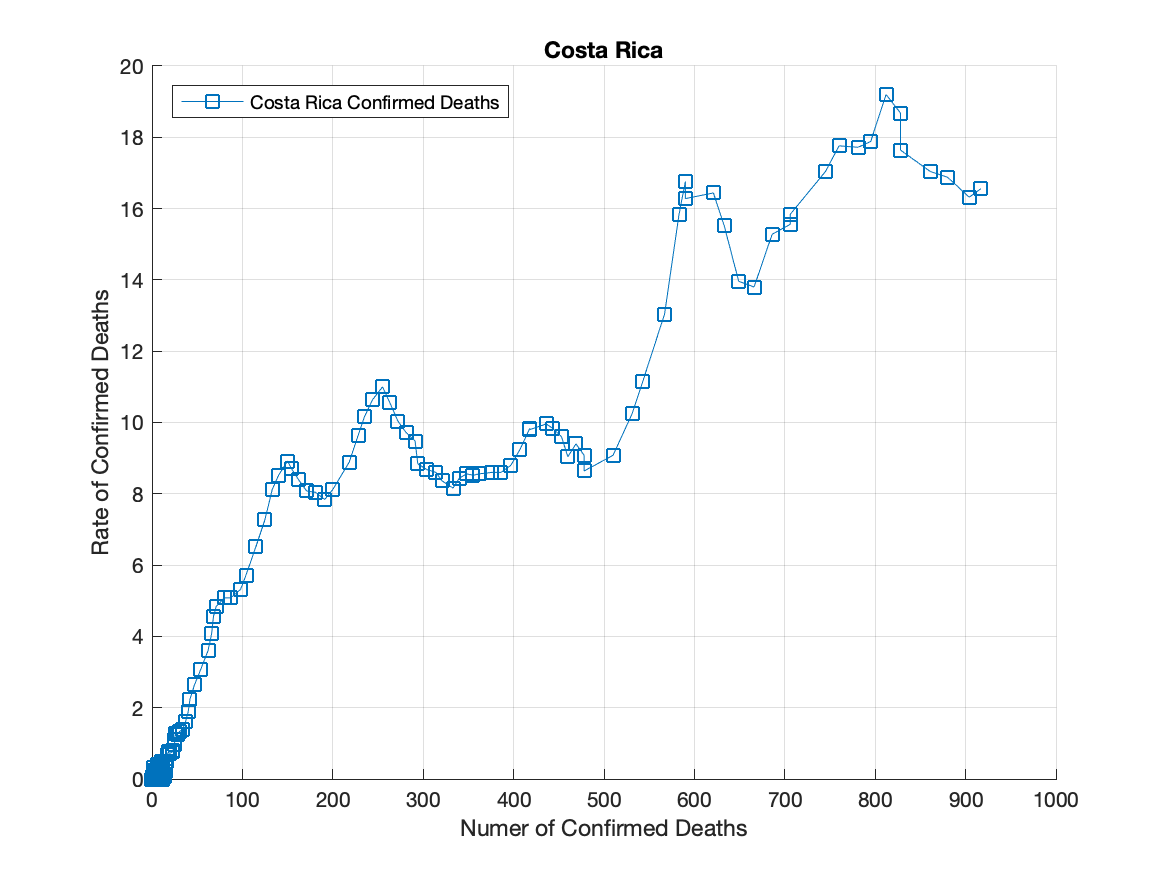 Costa Rica
Costa Rica Confirmed Deaths
20
18
16
14
12
10
8
6
4
2
0
Rate of Confirmed Deaths
0 100 200 300 400 500 600 700 800 900 1000
Numer of Confirmed Deaths